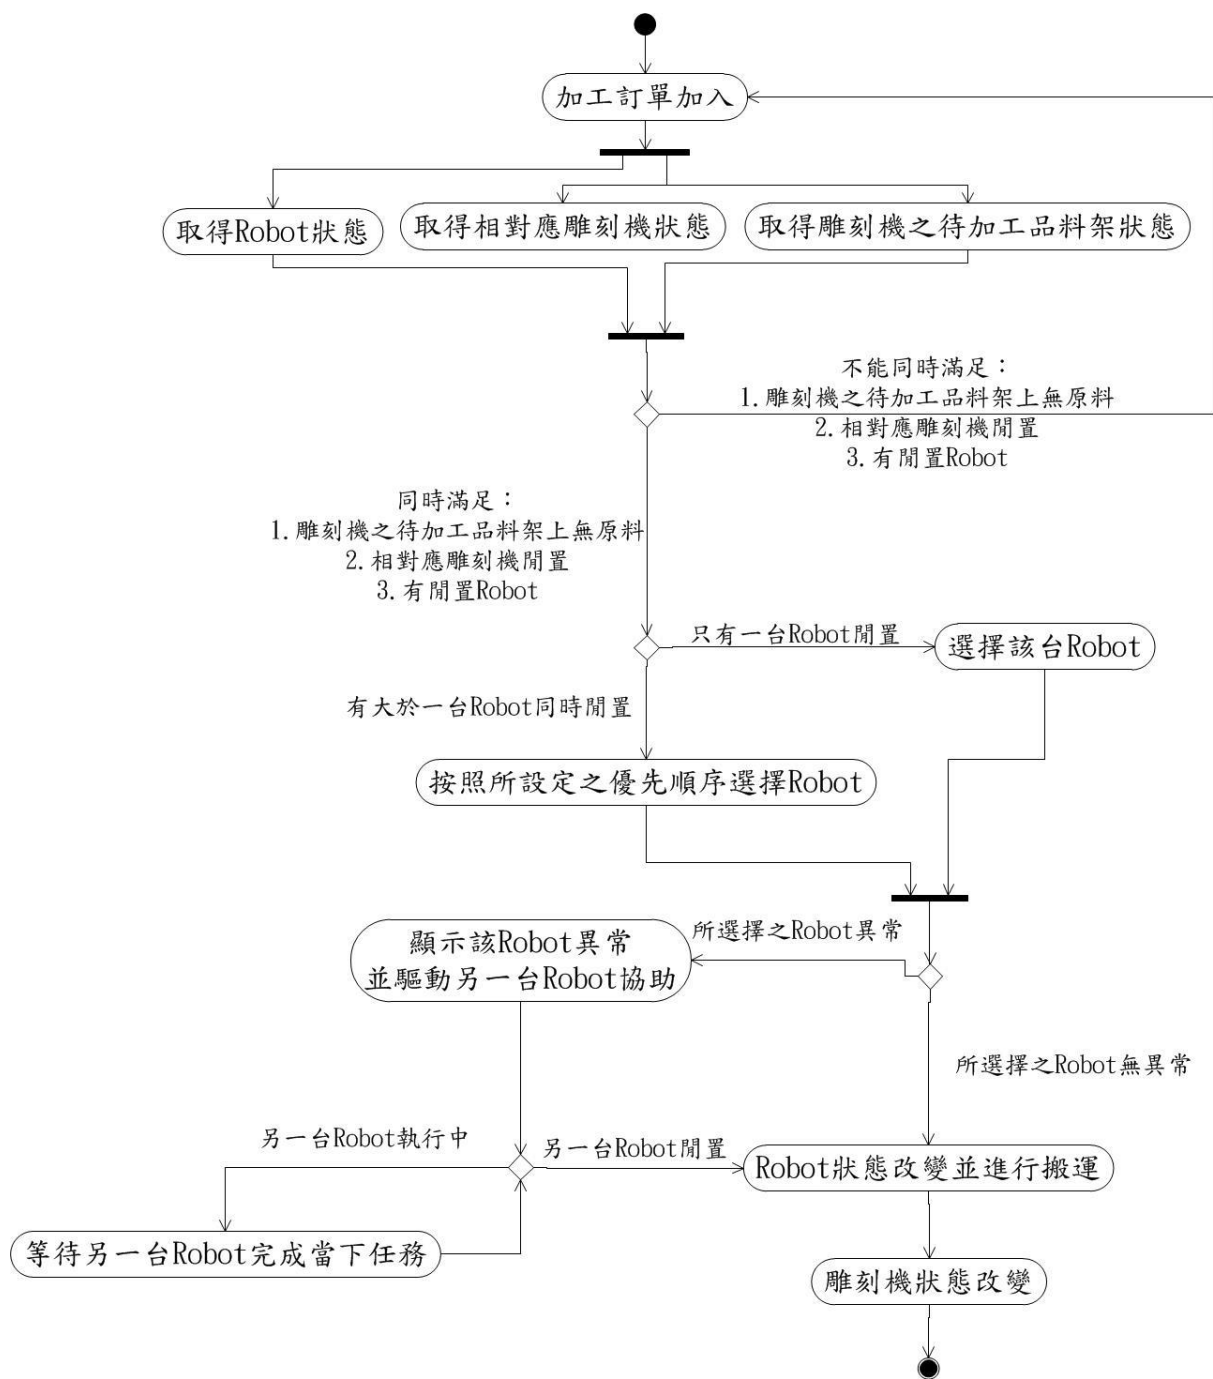 加工訂單加入
取得Robot狀態
取得相對應雕刻機狀態
取得雕刻機之待加工品料架狀態
不能同時滿足：
1.雕刻機之待加工品料架上無原料
2.相對應雕刻機閒置
3.有閒置Robot
同時滿足：
1.雕刻機之待加工品料架上無原料
2.相對應雕刻機閒置
3.有閒置Robot
只有一台Robot閒置
選擇該台Robot
有大於一台Robot同時閒置
按照所設定之優先順序選擇Robot
所選擇之Robot異常
顯示該Robot異常
並驅動另一台Robot協助
所選擇之Robot無異常
另一台Robot執行中
另一台Robot閒置
Robot狀態改變並進行搬運
等待另一台Robot完成當下任務
雕刻機狀態改變